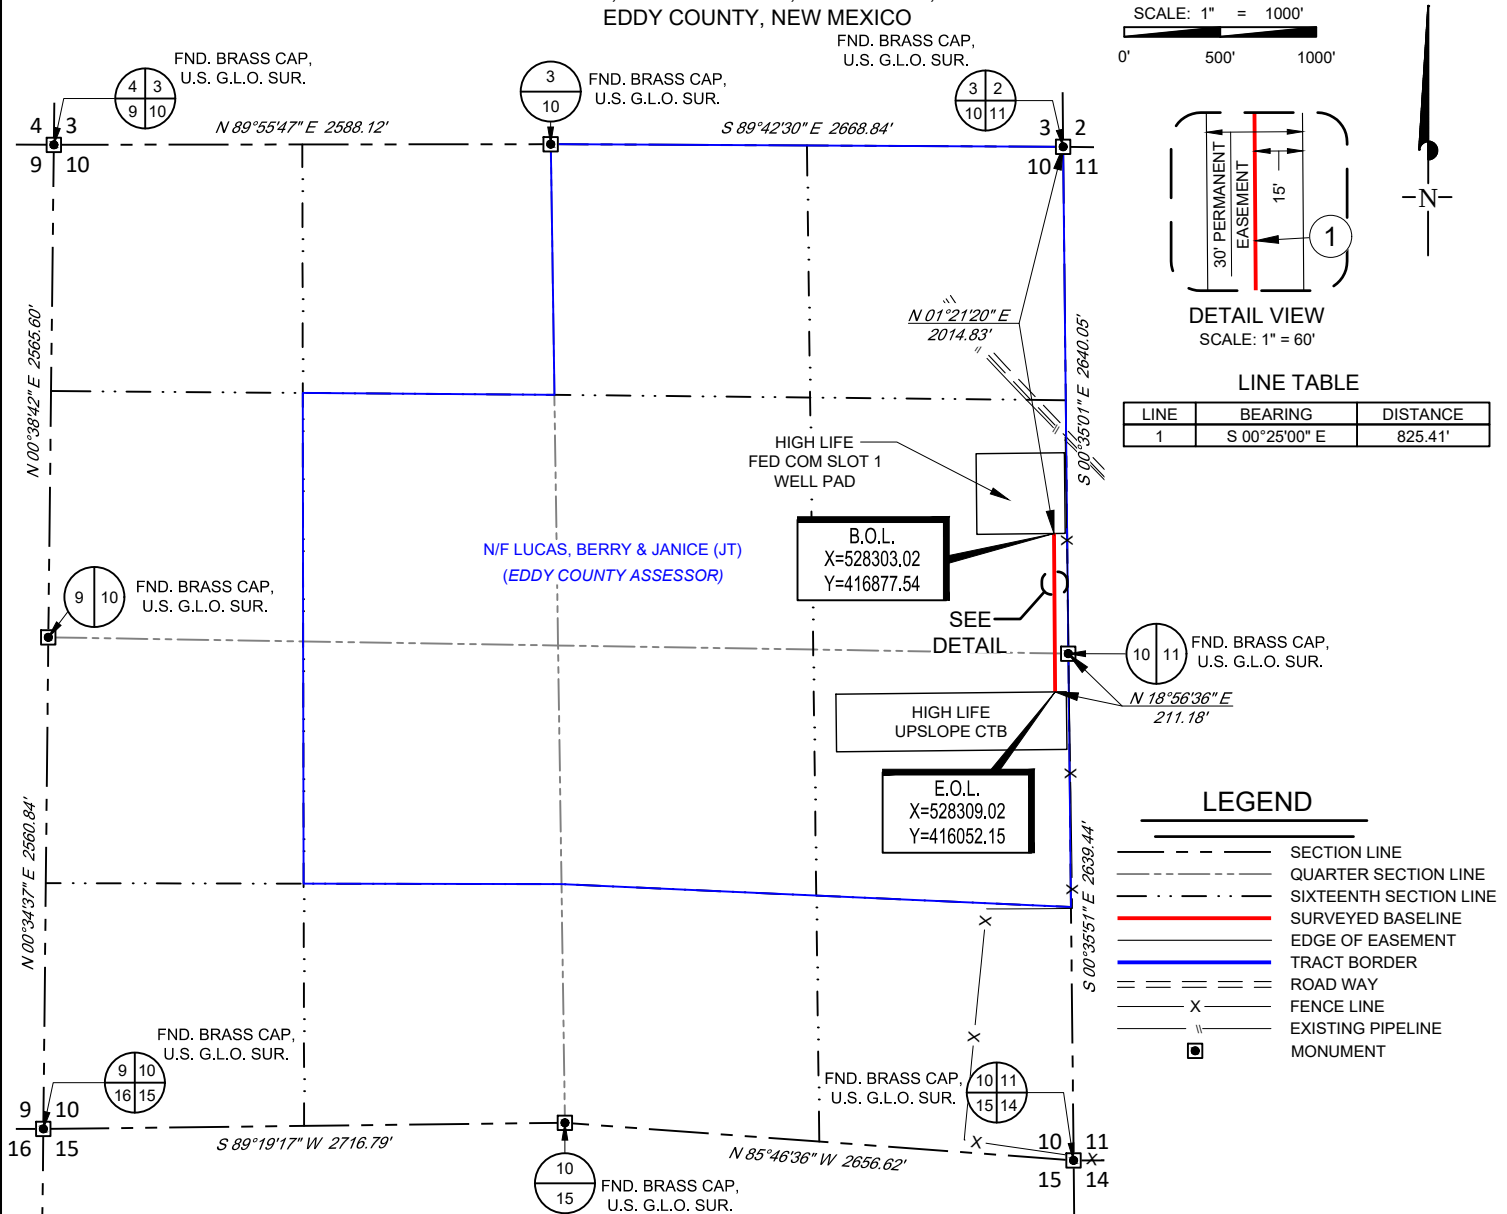 EDDY COUNTY, NEW MEXICO
SCALE: 1" = 1000'
0' 500' 1000'
FND. BRASS CAP,
U.S. G.L.O. SUR.
4 3
9 10
3
10
FND. BRASS CAP,
U.S. G.L.O. SUR.
FND. BRASS CAP,
U.S. G.L.O. SUR.
3 2
10 11
4 3
9 10
N 89°55'47" E 2588.12'
S 89°42'30" E 2668.84'
3 2
10 11
30' PERMANENT
EASEMENT
15'
1
-N-
DETAIL VIEW
SCALE: 1" = 60'
N 00°38'42" E 2565.60'
N 01°21'20" E
2014.83'
S 00°35'01" E 2640.05'
LINE TABLE
LINE BEARING DISTANCE
1 S 00°25'00" E 825.41'
HIGH LIFE
FED COM SLOT 1
WELL PAD
B.O.L.
X=528303.02
Y=416877.54
N/F LUCAS, BERRY & JANICE (JT)
(EDDY COUNTY ASSESSOR)
9 10
FND. BRASS CAP,
U.S. G.L.O. SUR.
SEE
DETAIL
10 11
FND. BRASS CAP,
U.S. G.L.O. SUR.
N 18°56'36" E
211.18'
HIGH LIFE
UPSLOPE CTB
E.O.L.
X=528309.02
Y=416052.15
N 00°34'37" E 2560.84'
S 00°35'51" E 2639.44'
LEGEND
SECTION LINE
QUARTER SECTION LINE
SIXTEENTH SECTION LINE
SURVEYED BASELINE
EDGE OF EASEMENT
TRACT BORDER
ROAD WAY
X FENCE LINE
\\ EXISTING PIPELINE
MONUMENT
FND. BRASS CAP,
U.S. G.L.O. SUR.
9 10
16 15
9 10
16 15
S 89°19'17" W 2716.79'
10
15
FND. BRASS CAP,
U.S. G.L.O. SUR.
N 85°46'36" W 2656.62'
FND. BRASS CAP,
U.S. G.L.O. SUR.
10 11
15 14
10 11
15 14